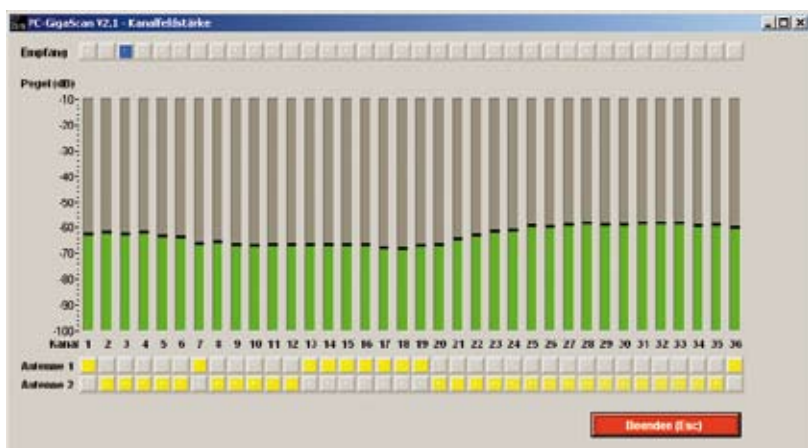 PC-GigaScan V2.1 - Kanalfeldstärke
Empfang
Pegel (dB)
-10
-20
-30
-40
-50
-60
-70
-80
-90
-100
Kanal 1 2 3 4 5 6 7 8 9 10 11 12 13 14 15 16 17 18 19 20 21 22 23 24 25 26 27 28 29 30 31 32 33 34 35 36
Antenne 1
Antenne 2
Beenden (Esc)